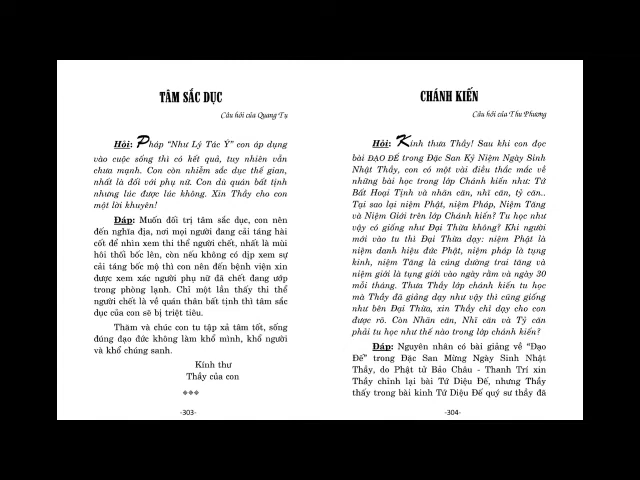 TÂM SẮC DỤC
Câu hỏi của Quang Tụ
Hỏi: Pháp “Như Lý Tác Ý” con áp dụng
vào cuộc sống thì có kết quả, tuy nhiên vẫn
chưa mạnh. Con còn nhiễm sắc dục thế gian,
nhất là đối với phụ nữ. Con dù quán bất tịnh
nhưng lúc được lúc không. Xin Thầy cho con
một lời khuyên!
Đáp: Muốn đối trị tâm sắc dục, con nên
đến nghĩa địa, nơi mọi người đang cải táng hài
cốt để nhìn xem thi thể người chết, nhất là mùi
hôi thối bốc lên, còn nếu không có dịp xem sự
cải táng bốc mộ thì con nên đến bệnh viện xin
được xem xác người phụ nữ đã chết đang ướp
trong phòng lạnh. Chỉ một lần thấy thi thể
người chết là về quán thân bất tịnh thì tâm sắc
dục của con sẽ bị triệt tiêu.
Thăm và chúc con tu tập xả tâm tốt, sống
đúng đạo đức không làm khổ mình, khổ người
và khổ chúng sanh.
Kính thư
Thầy của con
***
-303-
CHÁNH KIẾN
Câu hỏi của Thu Phương
Hỏi: Kính thưa Thầy! Sau khi con đọc
bài ĐẠO ĐẾ trong Đặc San Kỷ Niệm Ngày Sinh
Nhật Thầy, con có một vài điều thắc mắc về
những bài học trong lớp Chánh kiến như: Tứ
Bất Hoại Tịnh và nhãn căn, nhĩ căn, tỷ căn..
Tại sao lại niệm Phật, niệm Pháp, Niệm Tăng
và Niệm Giới trên lớp Chánh kiến? Tu học như
vậy có giống như Đại Thừa không? Khi người
mới vào tu thì Đại Thừa dạy: niệm Phật là
niệm danh hiệu đức Phật, niệm pháp là tụng
kinh, niệm Tăng là cúng dường trai tăng và
niệm giới là tụng giới vào ngày rằm và ngày 30
mỗi tháng. Thưa Thầy lớp chánh kiến tu học
mà Thầy đã giảng dạy như vậy thì cũng giống
như bên Đại Thừa, xin Thầy chỉ dạy cho con
được rõ. Còn Nhãn căn, Nhĩ căn và Tỷ căn
phải tu học như thế nào trong lớp chánh kiến?
Đáp: Nguyên nhân có bài giảng về “Đạo
Đế” trong Đặc San Mừng Ngày Sinh Nhật
Thầy, do Phật tử Bảo Châu - Thanh Trí xin
Thầy chỉnh lại bài Tứ Diệu Đế, nhưng Thầy
thấy trong bài kinh Tứ Diệu Đế quý sư thầy đã
-304-